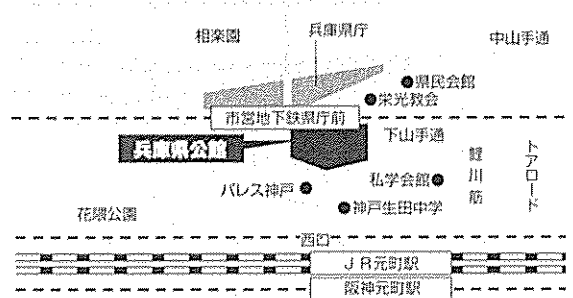 相楽園
兵庫県庁
中山手通
●県民会館
●栄光教会
市営地下鉄県庁前
兵庫県公館
下山手通
鯉川筋
トアロード
パレス神戸●
私学会館●
●神戸生田中学
花隈公園
西口
JR元町駅
阪神元町駅